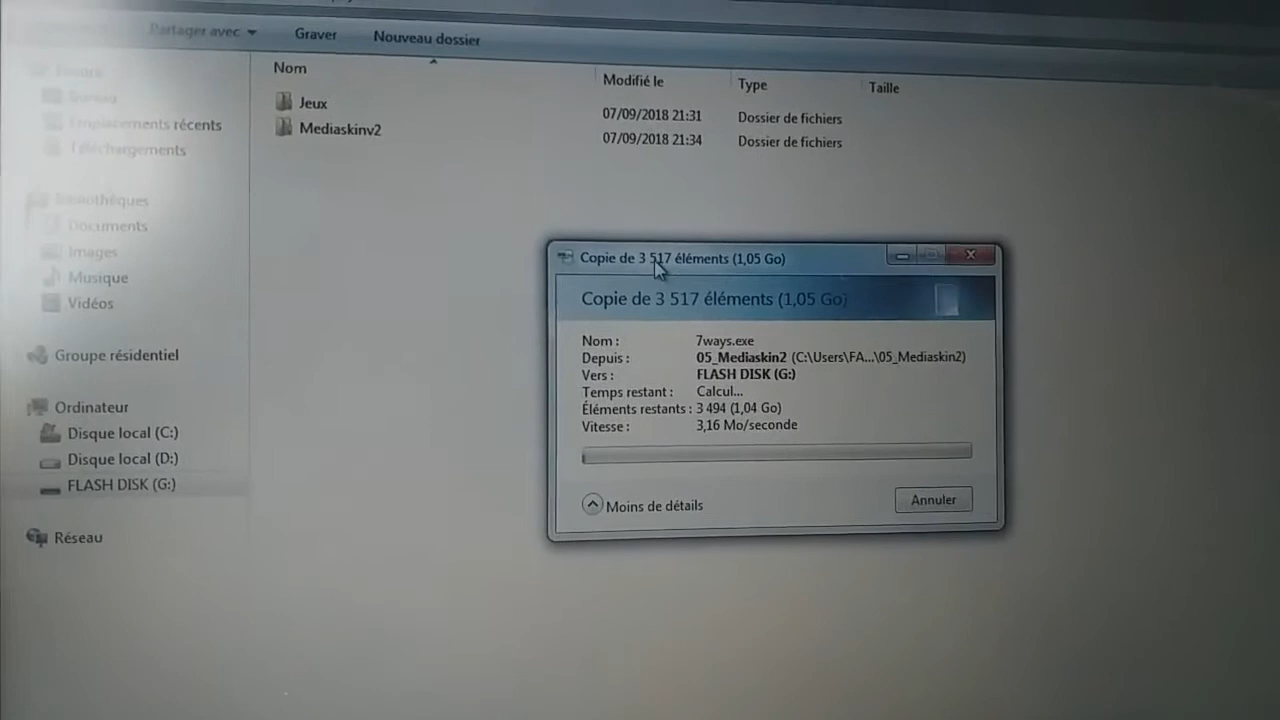 Partager avec Graver Nouveau dossier
Nom Modifié le Type Taille
Jeux 07/09/2018 21:31 Dossier de fichiers
Mediaskinv2 07/09/2018 21:34 Dossier de fichiers
Emplacements récents
Téléchargements
Bibliothèques
Documents
Images
Musique
Vidéos
Groupe résidentiel
Ordinateur
Disque local (C:)
Disque local (D:)
FLASH DISK (G:)
Réseau
Copie de 3 517 éléments (1,05 Go)
Copie de 3 517 éléments (1,05 Go)
Nom : 7ways.exe
Depuis : 05_Mediaskin2 (C:\Users\FA...\05_Mediaskin2)
Vers : FLASH DISK (G:)
Temps restant : Calcul...
Éléments restants : 3 494 (1,04 Go)
Vitesse : 3,16 Mo/seconde
Moins de détails Annuler